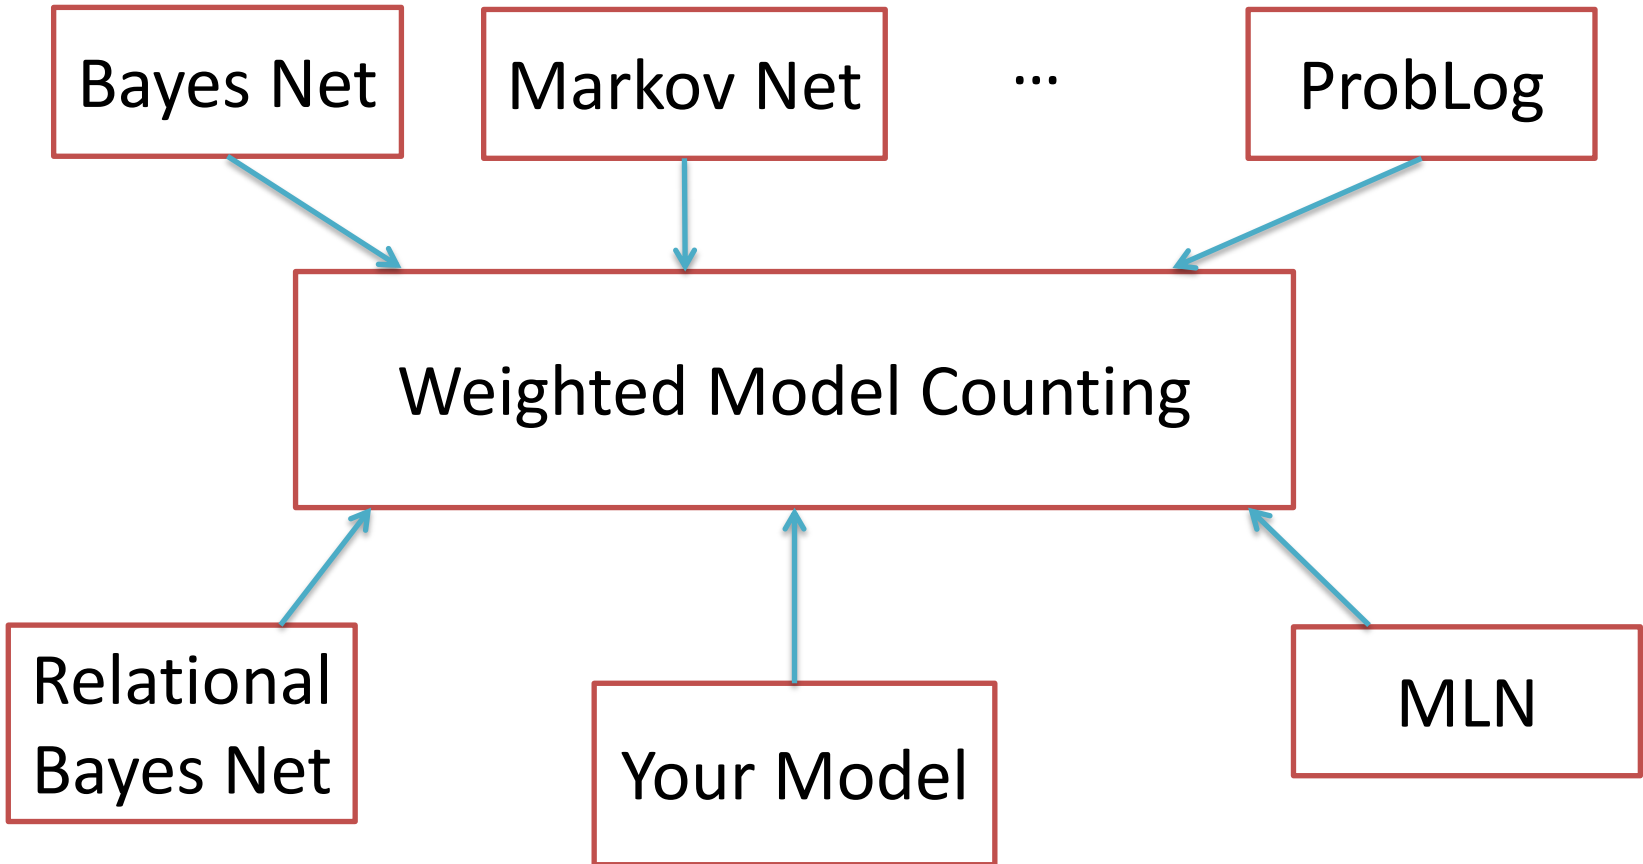 Bayes Net
Markov Net
...
ProbLog
Weighted Model Counting
Relational
Bayes Net
Your Model
MLN